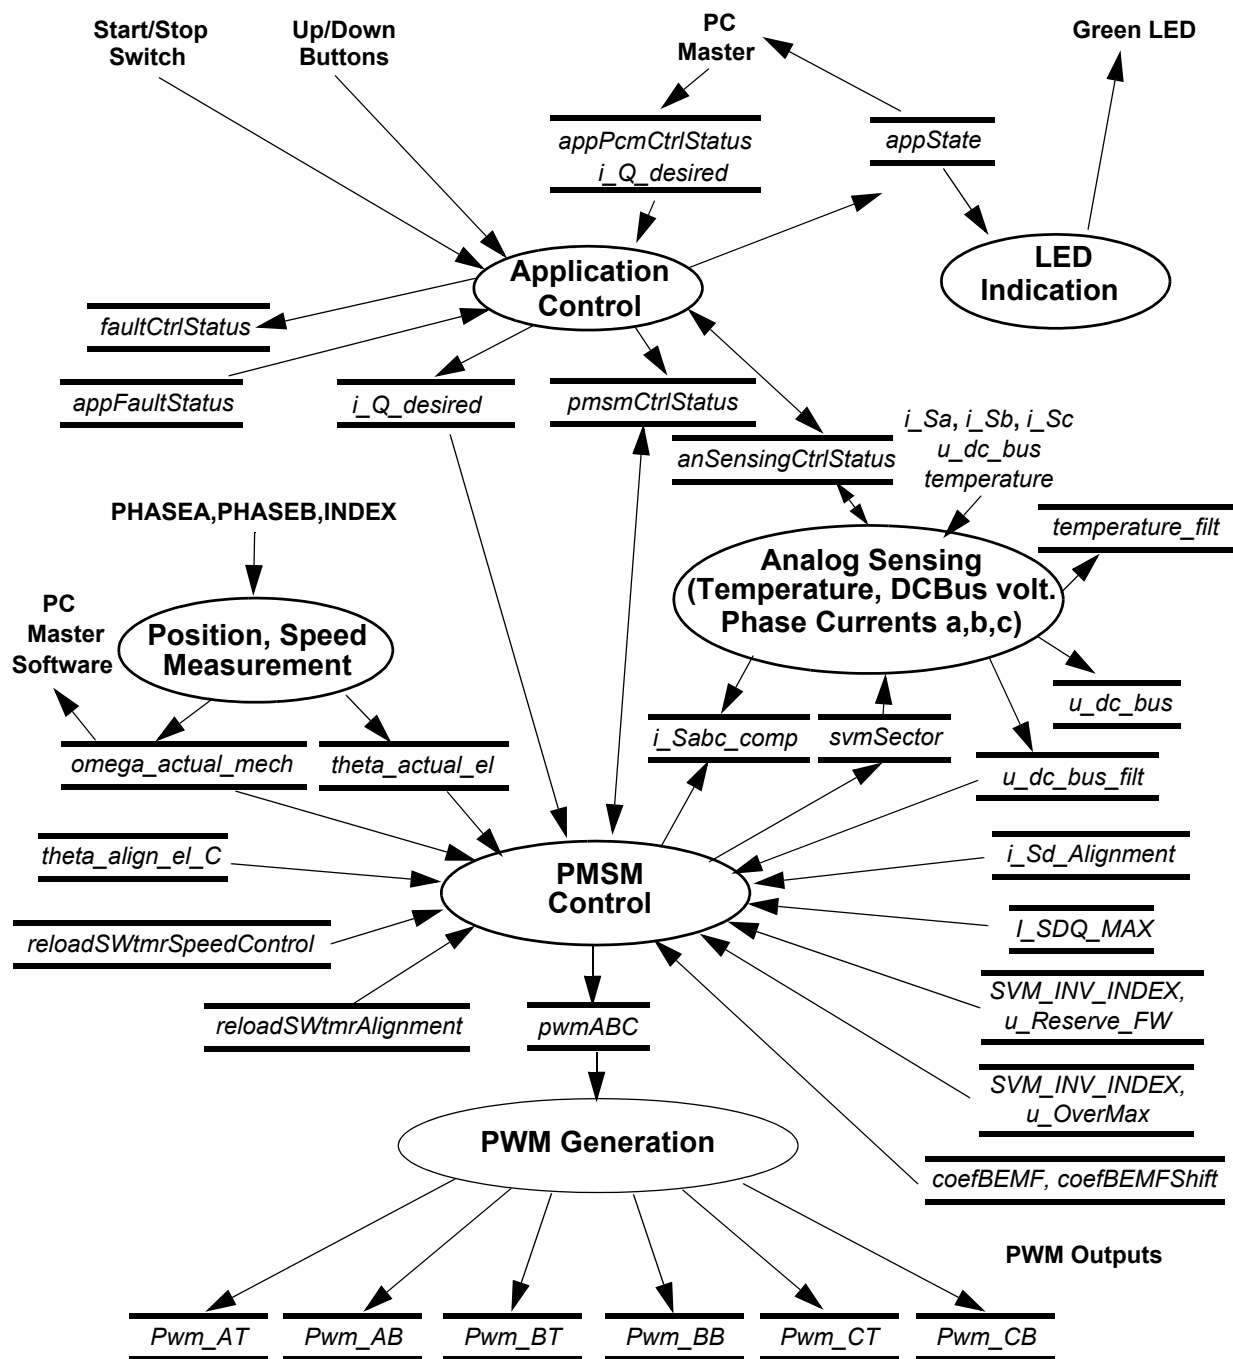 Start/Stop
Switch
Up/Down
Buttons
PC
Master
Green LED
appPcmCtrlStatus
i_Q_desired
appState
Application
Control
LED
Indication
faultCtrlStatus
appFaultStatus
i_Q_desired
pmsmCtrlStatus
anSensingCtrlStatus
i_Sa, i_Sb, i_Sc
u_dc_bus
temperature
PHASEA,PHASEB,INDEX
temperature_filt
Analog Sensing
(Temperature, DCBus volt.
Phase Currents a,b,c)
PC
Master
Software
Position, Speed
Measurement
u_dc_bus
omega_actual_mech
theta_actual_el
i_Sabc_comp
svmSector
u_dc_bus_filt
theta_align_el_C
i_Sd_Alignment
PMSM
Control
reloadSWtmrSpeedControl
I_SDQ_MAX
reloadSWtmrAlignment
pwmABC
SVM_INV_INDEX,
u_Reserve_FW
SVM_INV_INDEX,
u_OverMax
PWM Generation
coefBEMF, coefBEMFShift
PWM Outputs
Pwm_AT
Pwm_AB
Pwm_BT
Pwm_BB
Pwm_CT
Pwm_CB